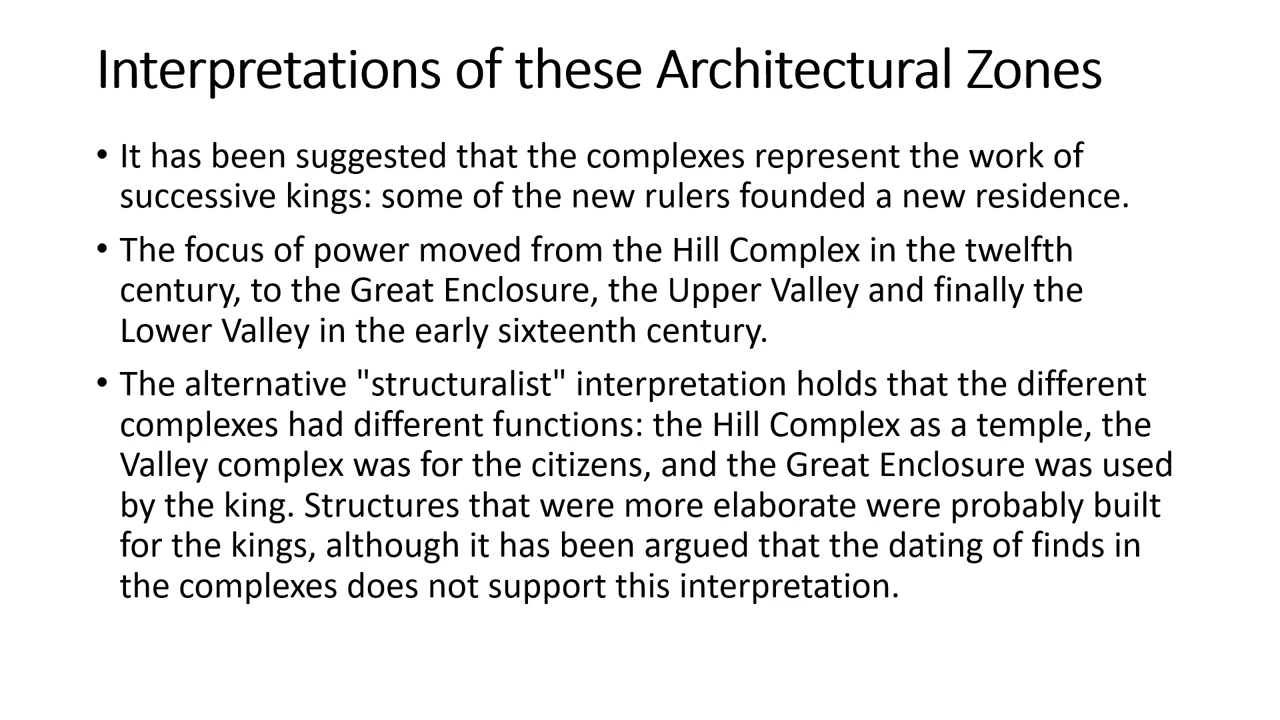 Interpretations of these Architectural Zones
• It has been suggested that the complexes represent the work of
successive kings: some of the new rulers founded a new residence.
• The focus of power moved from the Hill Complex in the twelfth
century, to the Great Enclosure, the Upper Valley and finally the
Lower Valley in the early sixteenth century.
• The alternative "structuralist" interpretation holds that the different
complexes had different functions: the Hill Complex as a temple, the
Valley complex was for the citizens, and the Great Enclosure was used
by the king. Structures that were more elaborate were probably built
for the kings, although it has been argued that the dating of finds in
the complexes does not support this interpretation.